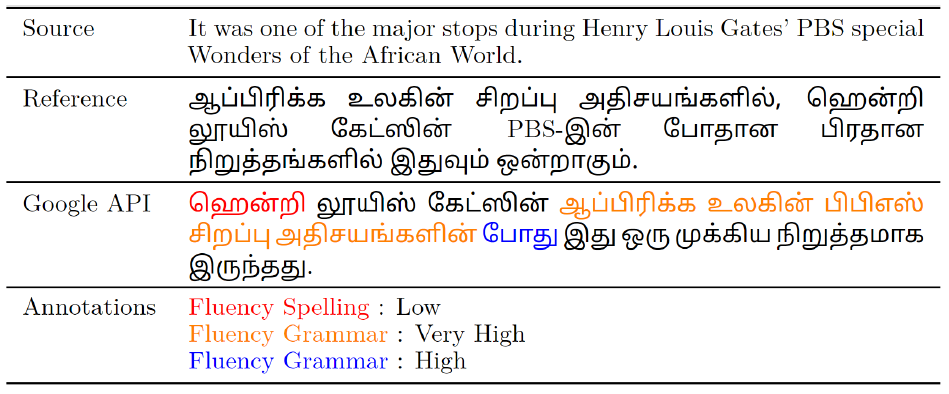 Source It was one of the major stops during Henry Louis Gates' PBS special
Wonders of the African World.
Reference ஆப்பிரிக்க உலகின் சிறப்பு அதிசயங்களில், ஹென்றி
லூயிஸ் கேட்ஸின் PBS-இன் போதான பிரதான
நிறுத்தங்களில் இதுவும் ஒன்றாகும்.
Google API ஹென்றி லூயிஸ் கேட்ஸின் ஆப்பிரிக்க உலகின் பிபிஎஸ்
சிறப்பு அதிசயங்களின் போது இது ஒரு முக்கிய நிறுத்தமாக
இருந்தது.
Annotations Fluency Spelling : Low
Fluency Grammar : Very High
Fluency Grammar : High